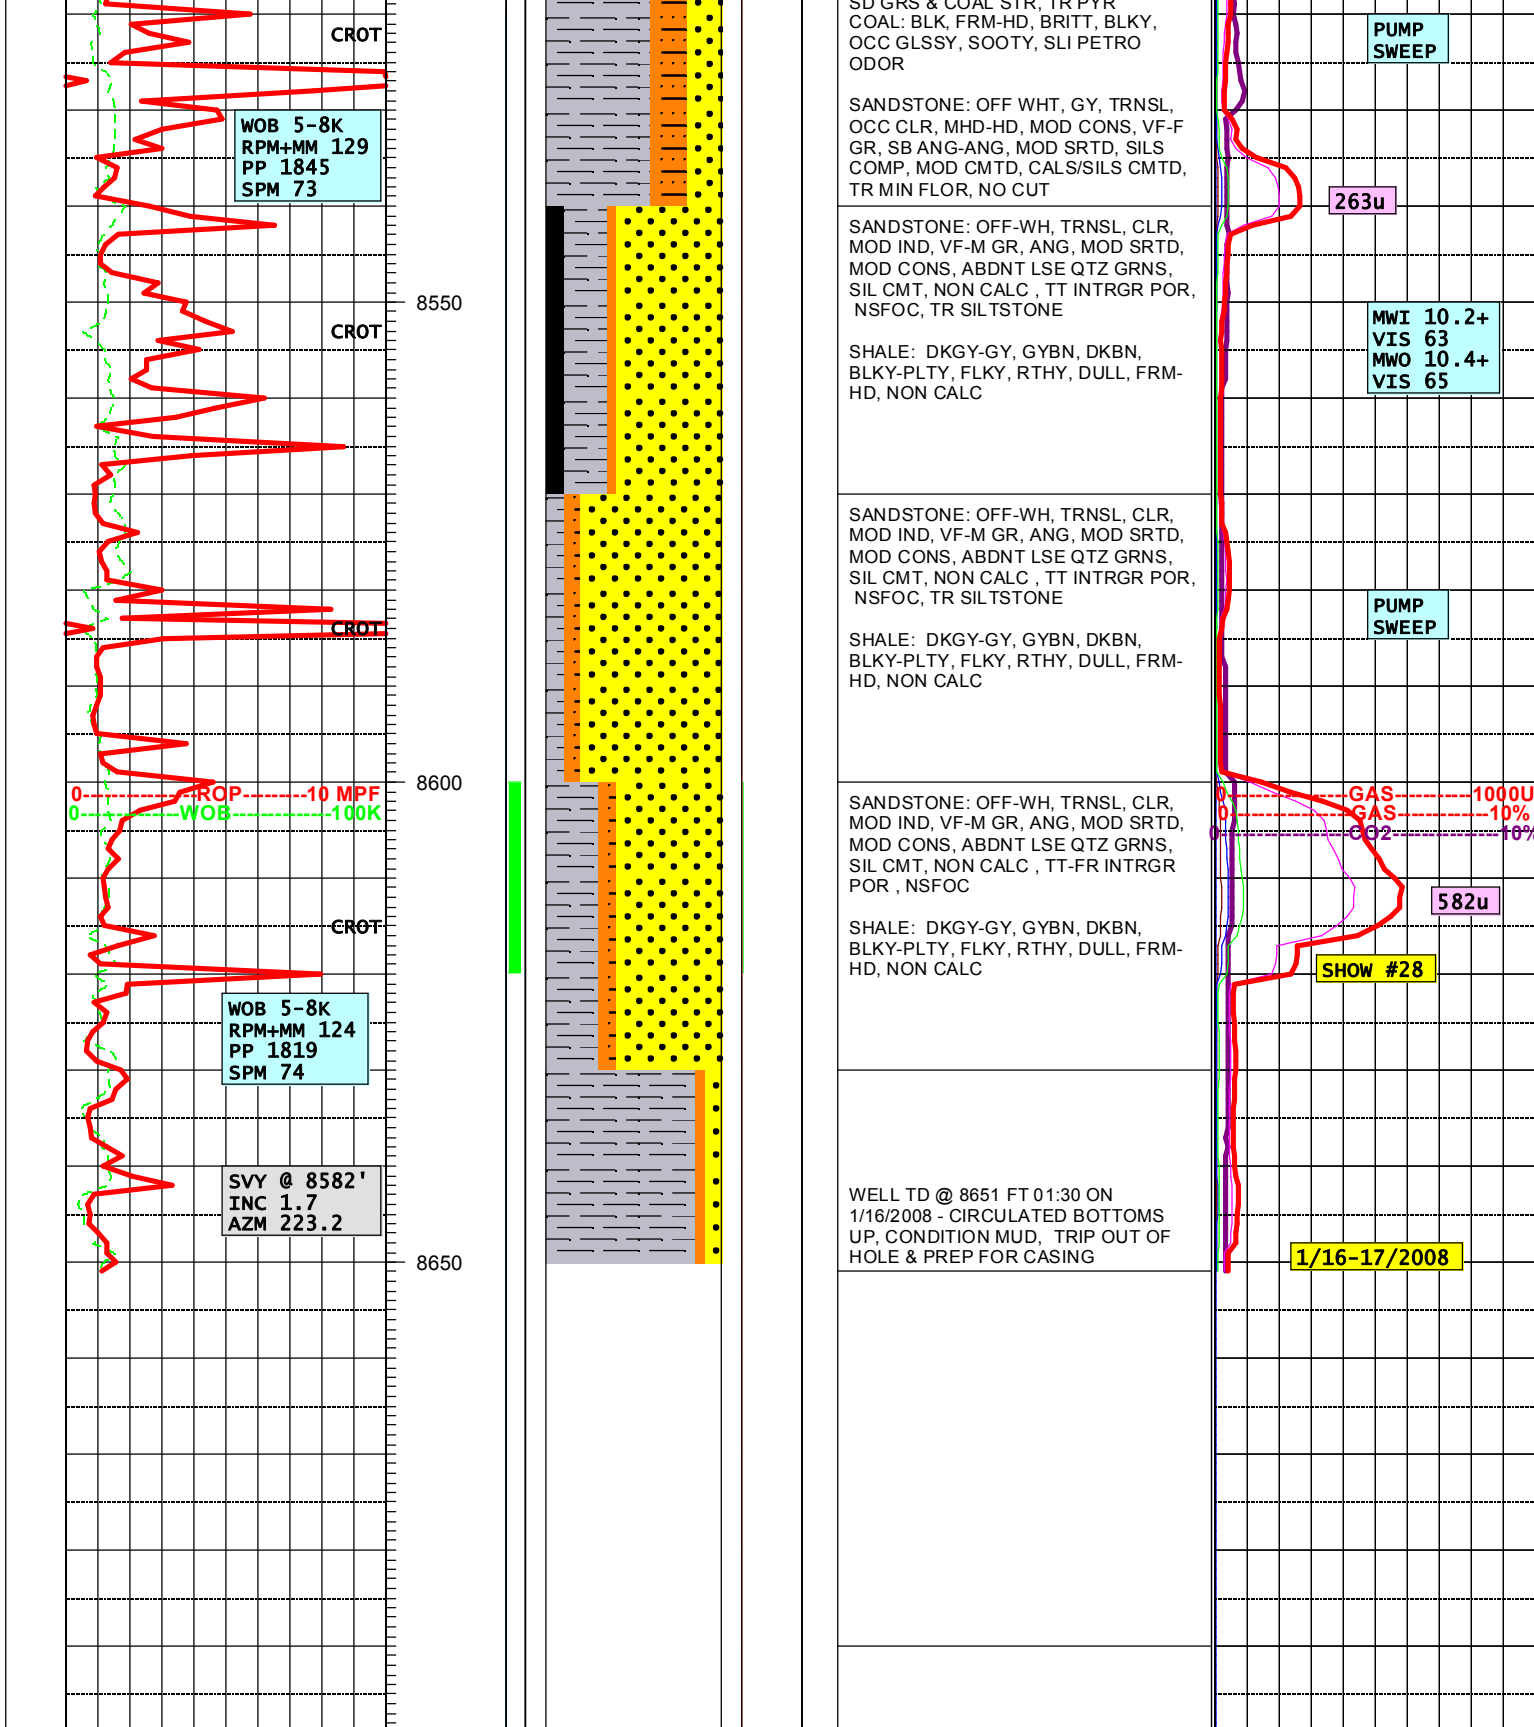 SD GRS & COAL STR, TR PYR
COAL: BLK, FRM-HD, BRITT, BLKY,
OCC GLSSY, SOOTY, SLI PETRO
ODOR
CROT
PUMP
SWEEP
WOB 5-8K
RPM+MM 129
PP 1845
SPM 73
SANDSTONE: OFF WHT, GY, TRNSL,
OCC CLR, MHD-HD, MOD CONS, VF-F
GR, SB ANG-ANG, MOD SRTD, SILS
COMP, MOD CMTD, CALS/SILS CMTD,
TR MIN FLOR, NO CUT
263u
SANDSTONE: OFF-WH, TRNSL, CLR,
MOD IND, VF-M GR, ANG, MOD SRTD,
MOD CONS, ABDNT LSE QTZ GRNS,
SIL CMT, NON CALC , TT INTRGR POR,
NSFOC, TR SILTSTONE
8550
CROT
MWI 10.2+
VIS 63
MWO 10.4+
VIS 65
SHALE: DKGY-GY, GYBN, DKBN,
BLKY-PLTY, FLKY, RTHY, DULL, FRM-
HD, NON CALC
SANDSTONE: OFF-WH, TRNSL, CLR,
MOD IND, VF-M GR, ANG, MOD SRTD,
MOD CONS, ABDNT LSE QTZ GRNS,
SIL CMT, NON CALC , TT INTRGR POR,
NSFOC, TR SILTSTONE
PUMP
SWEEP
CROT
SHALE: DKGY-GY, GYBN, DKBN,
BLKY-PLTY, FLKY, RTHY, DULL, FRM-
HD, NON CALC
8600
0 ROP 10 MPF
0 WOB 100K
0 GAS 1000U
0 GAS 10%
0 CO2 10%
SANDSTONE: OFF-WH, TRNSL, CLR,
MOD IND, VF-M GR, ANG, MOD SRTD,
MOD CONS, ABDNT LSE QTZ GRNS,
SIL CMT, NON CALC , TT-FR INTRGR
POR , NSFOC
582u
CROT
SHALE: DKGY-GY, GYBN, DKBN,
BLKY-PLTY, FLKY, RTHY, DULL, FRM-
HD, NON CALC
SHOW #28
WOB 5-8K
RPM+MM 124
PP 1819
SPM 74
SVY @ 8582'
INC 1.7
AZM 223.2
WELL TD @ 8651 FT 01:30 ON
1/16/2008 - CIRCULATED BOTTOMS
UP, CONDITION MUD, TRIP OUT OF
HOLE & PREP FOR CASING
8650
1/16-17/2008